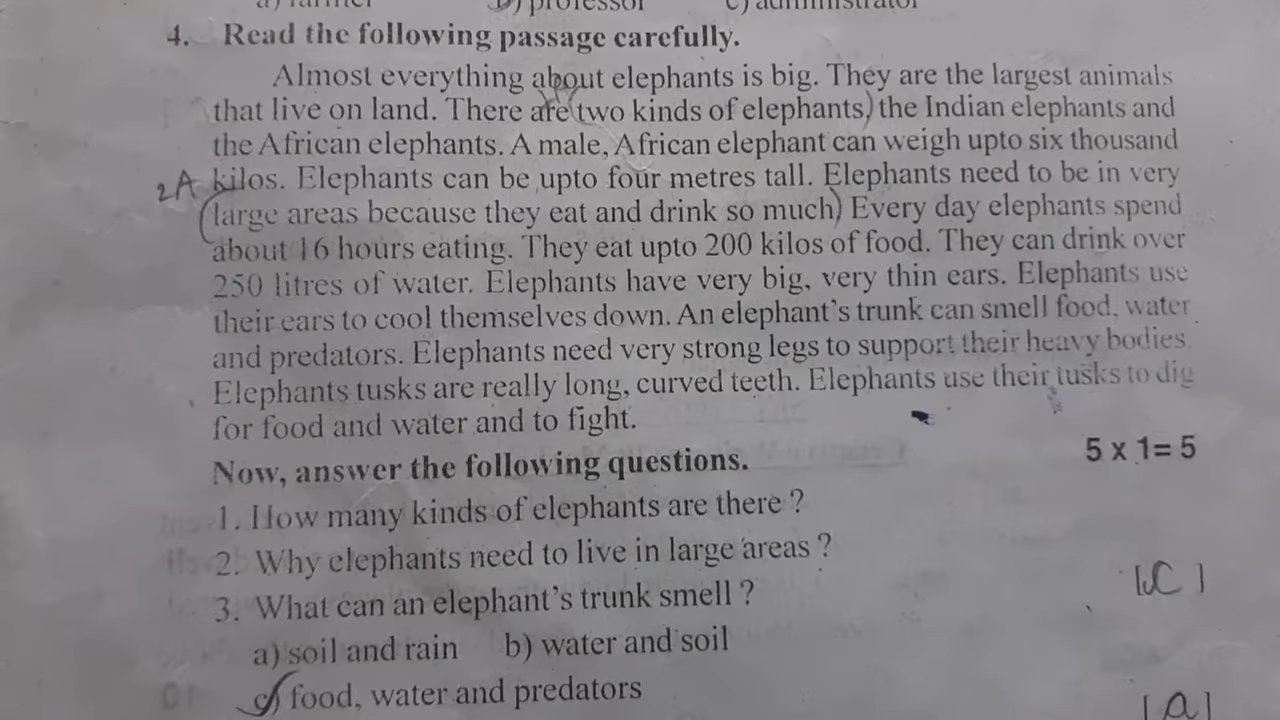 a) farmer b) professor c) administrator
4. Read the following passage carefully.
Almost everything about elephants is big. They are the largest animals
that live on land. There are two kinds of elephants, the Indian elephants and
the African elephants. A male, African elephant can weigh upto six thousand
2A kilos. Elephants can be upto four metres tall. Elephants need to be in very
large areas because they eat and drink so much. Every day elephants spend
about 16 hours eating. They eat upto 200 kilos of food. They can drink over
250 litres of water. Elephants have very big, very thin ears. Elephants use
their ears to cool themselves down. An elephant's trunk can smell food, water
and predators. Elephants need very strong legs to support their heavy bodies.
Elephants tusks are really long, curved teeth. Elephants use their tusks to dig
for food and water and to fight.
Now, answer the following questions. 5 x 1= 5
1. How many kinds of elephants are there ?
2. Why elephants need to live in large areas ?
3. What can an elephant's trunk smell ? [C]
a) soil and rain b) water and soil
c) food, water and predators
[a]